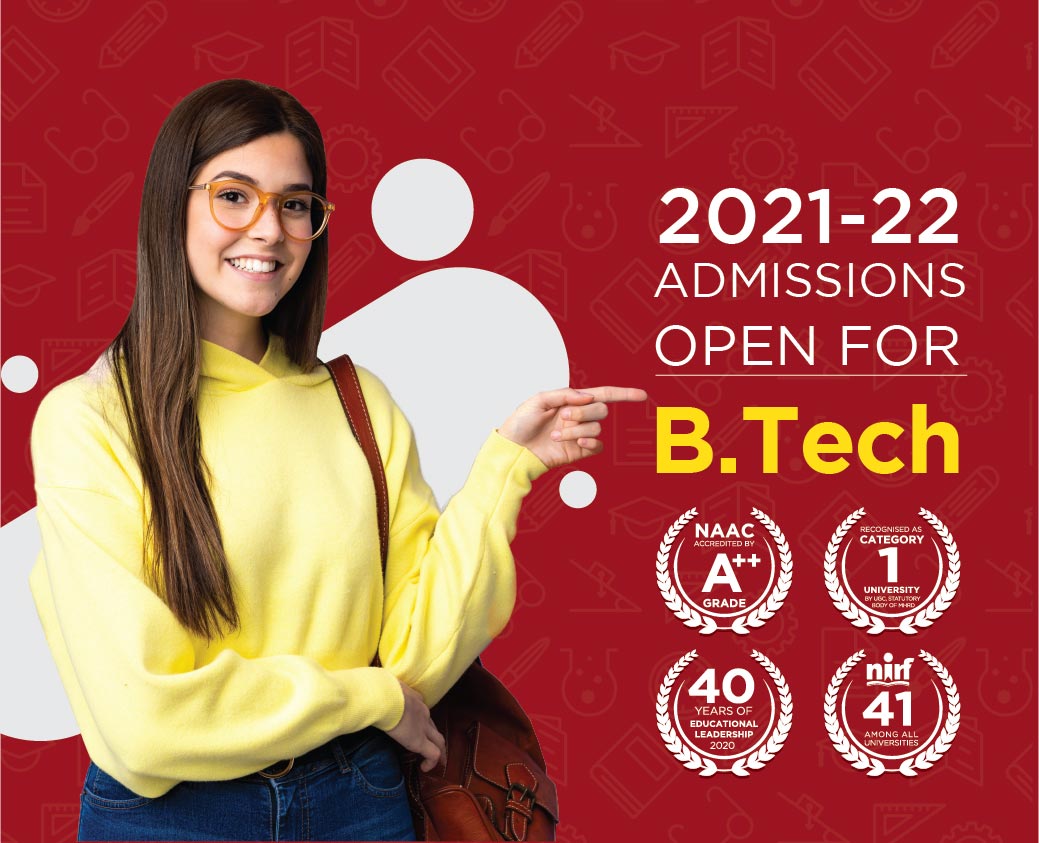 2021-22
ADMISSIONS
OPEN FOR
B.Tech
NAAC
ACCREDITED BY
A++
GRADE
RECOGNISED AS
CATEGORY
1
UNIVERSITY
BY UGC, STATUTORY
BODY OF MHRD
40
YEARS OF
EDUCATIONAL
LEADERSHIP
2020
nirf
41
AMONG ALL
UNIVERSITIES